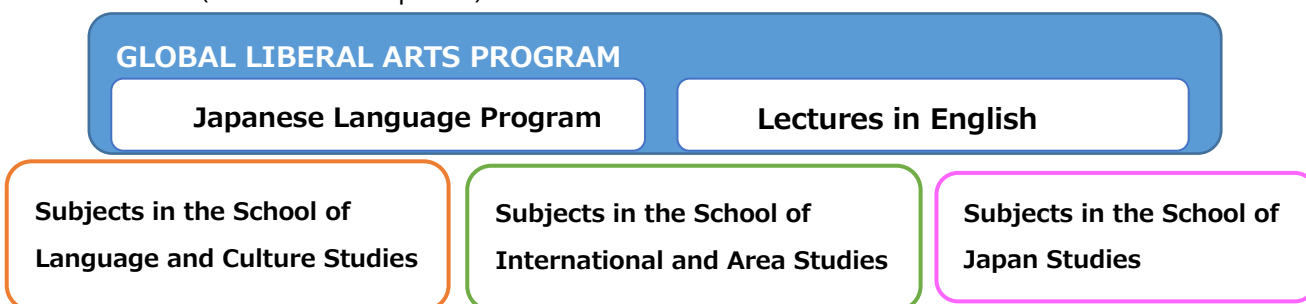 GLOBAL LIBERAL ARTS PROGRAM
Japanese Language Program
Lectures in English
Subjects in the School of
Language and Culture Studies
Subjects in the School of
International and Area Studies
Subjects in the School of
Japan Studies